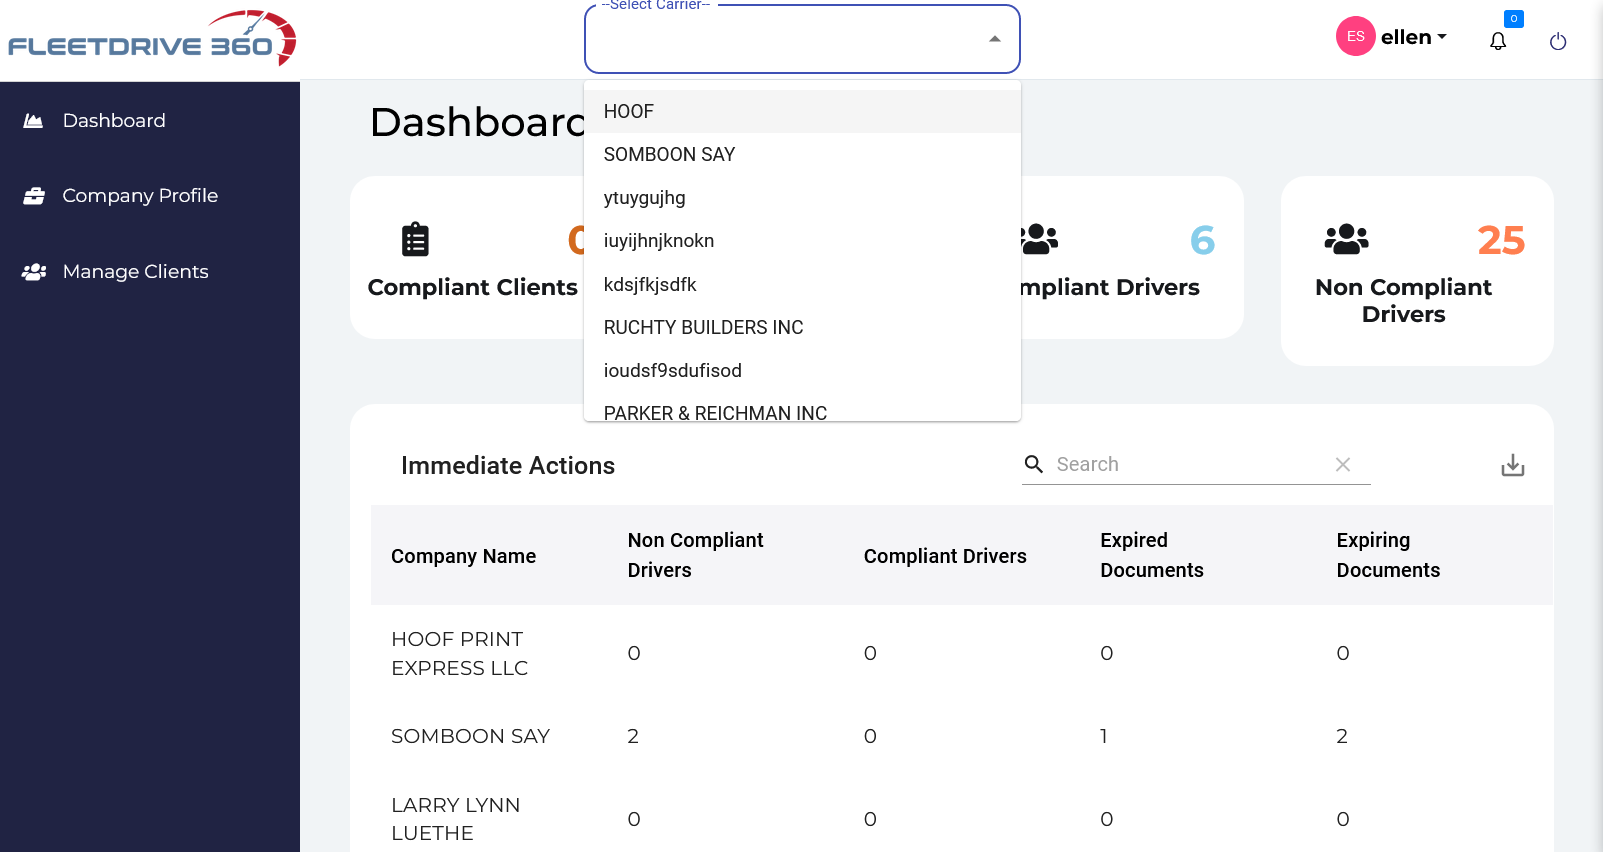 FLEETDRIVE 360
--Select Carrier--
ES
ellen
0
Dashboard
Company Profile
Manage Clients
Dashboard
HOOF
SOMBOON SAY
ytuygujhg
iuyijhnjknokn
kdsjfkjsdfk
RUCHTY BUILDERS INC
ioudsf9sdufisod
PARKER & REICHMAN INC
0
Compliant Clients
6
mpliant Drivers
25
Non Compliant
Drivers
Immediate Actions
Search
Company Name
Non Compliant
Drivers
Compliant Drivers
Expired
Documents
Expiring
Documents
HOOF PRINT
EXPRESS LLC
0
0
0
0
SOMBOON SAY
2
0
1
2
LARRY LYNN
LUETHE
0
0
0
0